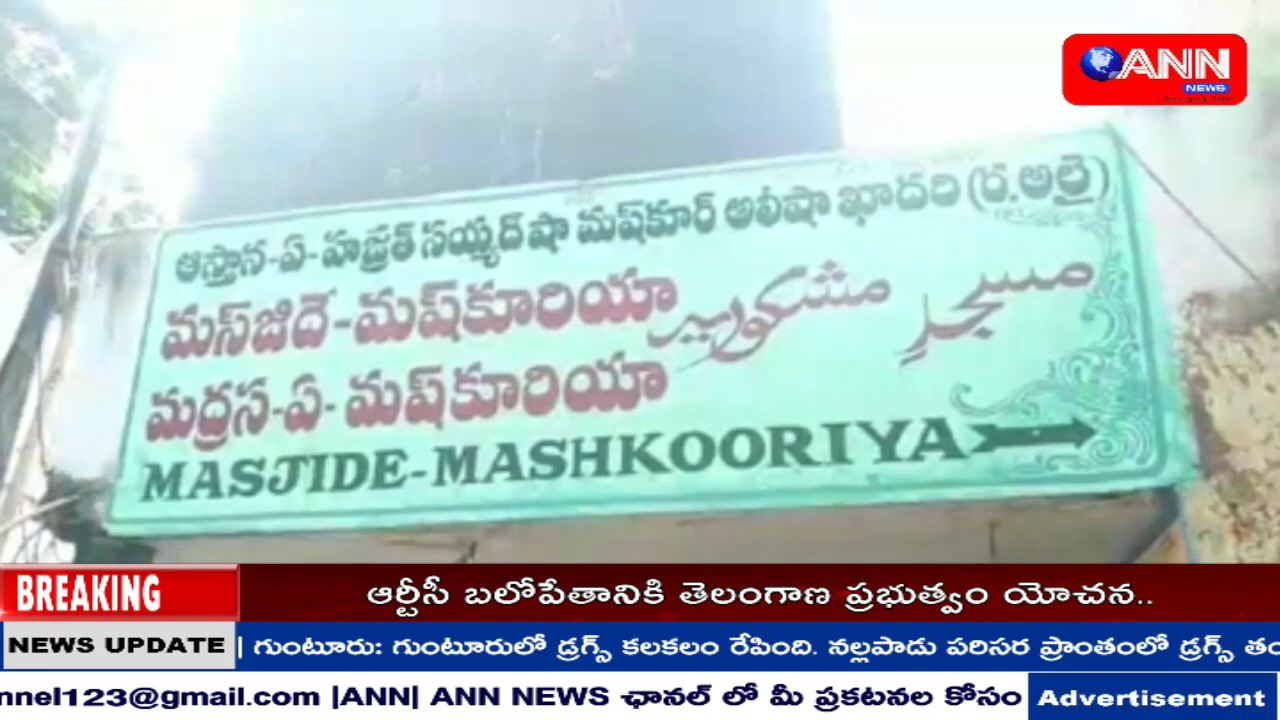 ANN
NEWS
ఆస్తాన-ఏ-హజ్రత్ సయ్యద్ షా మష్‌కూర్ అలీషా ఖాదరి (ర.అలై)
మస్‌జిదే-మష్‌కూరియా مسجدِ مشکوریہ
మద్రస-ఏ-మష్‌కూరియా
MASJIDE-MASHKOORIYA
BREAKING ఆర్టీసీ బలోపేతానికి తెలంగాణ ప్రభుత్వం యోచన..
NEWS UPDATE | గుంటూరు: గుంటూరులో డ్రగ్స్ కలకలం రేపింది. నల్లపాడు పరిసర ప్రాంతంలో డ్రగ్స్ తం
nnel123@gmail.com |ANN| ANN NEWS ఛానల్ లో మీ ప్రకటనల కోసం Advertisement